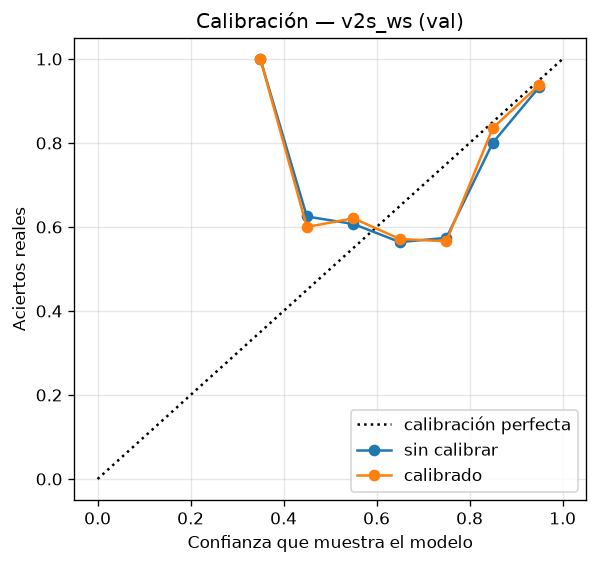 Calibración — v2s_ws (val)
Aciertos reales
1.0
0.8
0.6
0.4
0.2
0.0
0.0 0.2 0.4 0.6 0.8 1.0
Confianza que muestra el modelo
calibración perfecta
sin calibrar
calibrado